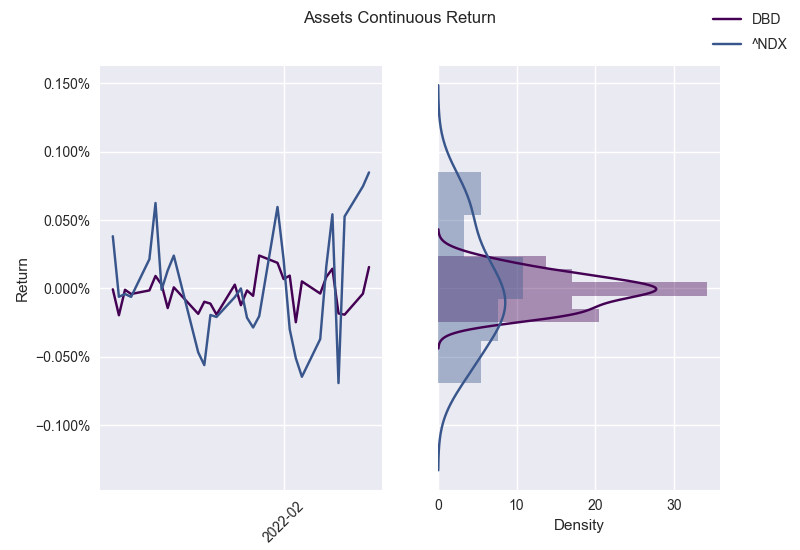 Assets Continuous Return
DBD
^NDX
0.150%
0.100%
0.050%
0.000%
−0.050%
−0.100%
Return
2022-02
0 10 20 30
Density